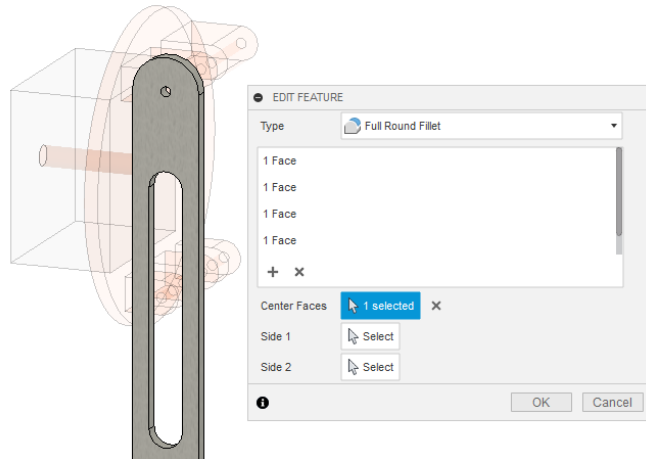 EDIT FEATURE
Type Full Round Fillet
1 Face
1 Face
1 Face
1 Face
Center Faces 1 selected
Side 1 Select
Side 2 Select
OK Cancel